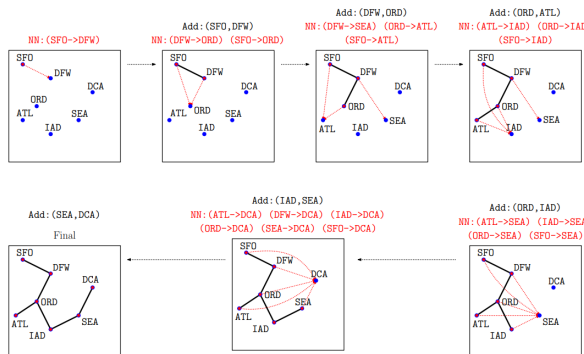 NN:(SFO->DFW)
SFO
DFW
DCA
ORD
ATL
SEA
IAD
Add:(SFO,DFW)
NN:(DFW->ORD) (SFO->ORD)
SFO
DFW
DCA
ORD
ATL
SEA
IAD
Add:(DFW,ORD)
NN:(DFW->SEA) (ORD->ATL)
(SFO->ATL)
SFO
DFW
DCA
ORD
ATL
SEA
IAD
Add:(ORD,ATL)
NN:(ATL->IAD) (ORD->IAD)
(SFO->IAD)
SFO
DFW
DCA
ORD
ATL
SEA
IAD
Add:(ORD,IAD)
NN:(ATL->SEA) (IAD->SEA)
(ORD->SEA) (SFO->SEA)
SFO
DFW
DCA
ORD
ATL
SEA
IAD
Add:(IAD,SEA)
NN:(ATL->DCA) (DFW->DCA) (IAD->DCA)
(ORD->DCA) (SEA->DCA) (SFO->DCA)
SFO
DFW
DCA
ORD
ATL
SEA
IAD
Add:(SEA,DCA)
Final
SFO
DFW
DCA
ORD
ATL
SEA
IAD